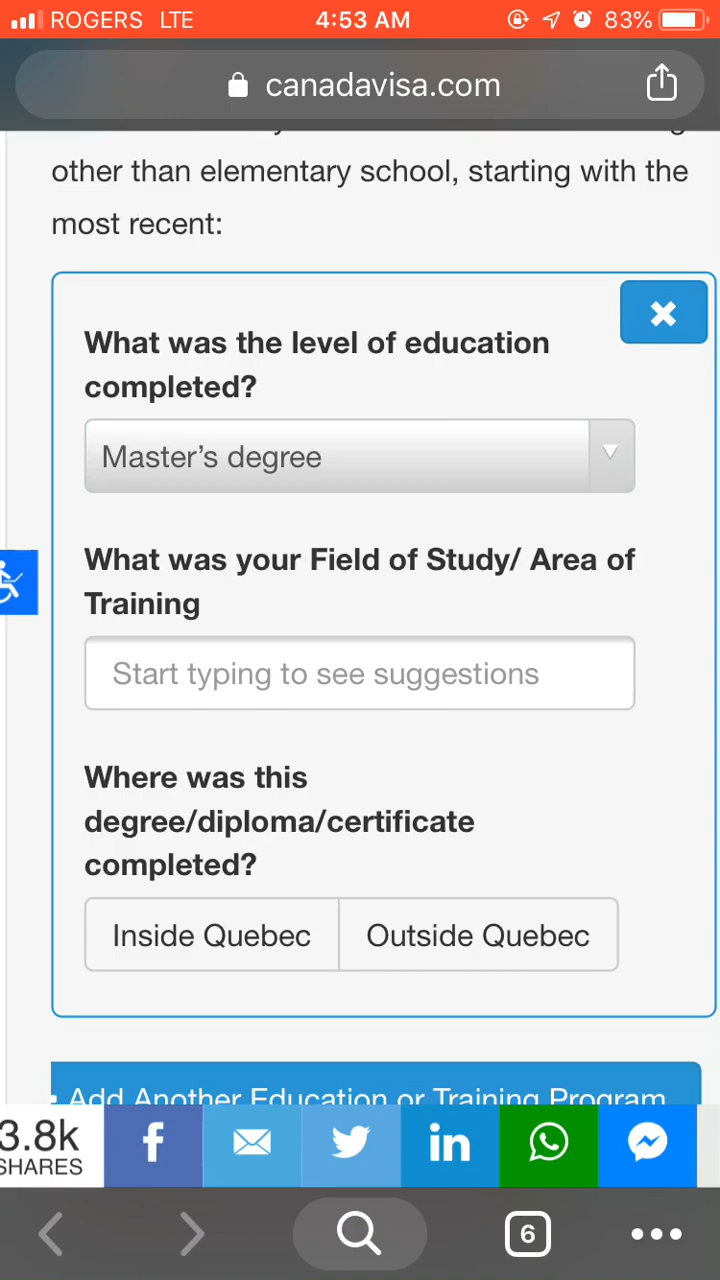 ROGERS LTE 4:53 AM 83%
canadavisa.com
other than elementary school, starting with the
most recent:
What was the level of education
completed?
Master’s degree
What was your Field of Study/ Area of
Training
Start typing to see suggestions
Where was this
degree/diploma/certificate
completed?
Inside Quebec Outside Quebec
Add Another Education or Training Program
3.8k
SHARES
6